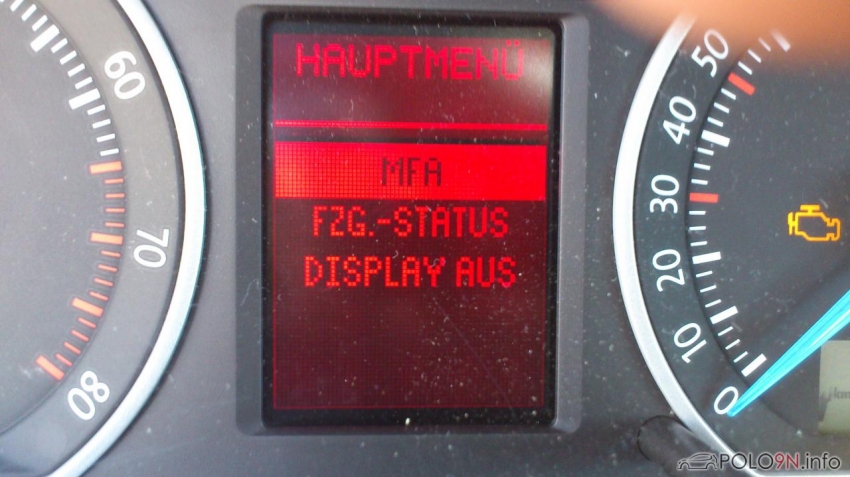 HAUPTMENÜ
MFA
FZG.-STATUS
DISPLAY AUS
60
70
80
50
40
30
20
10
0
POLO9N.info